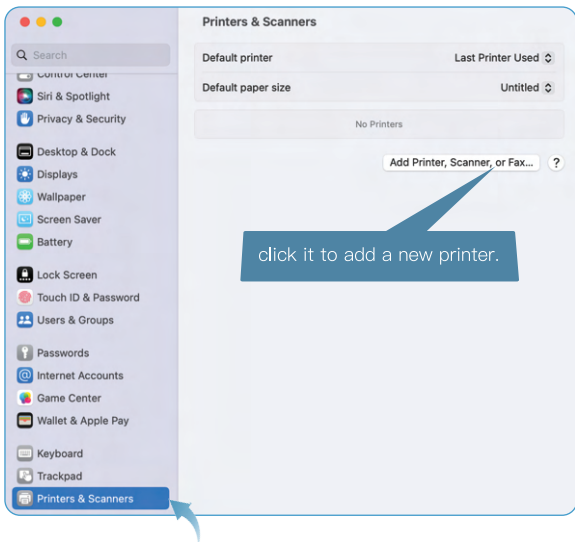 Printers & Scanners
Search
Default printer Last Printer Used
Control Center
Default paper size Untitled
Siri & Spotlight
Privacy & Security
No Printers
Desktop & Dock
Add Printer, Scanner, or Fax... ?
Displays
Wallpaper
Screen Saver
Battery
click it to add a new printer.
Lock Screen
Touch ID & Password
Users & Groups
Passwords
Internet Accounts
Game Center
Wallet & Apple Pay
Keyboard
Trackpad
Printers & Scanners